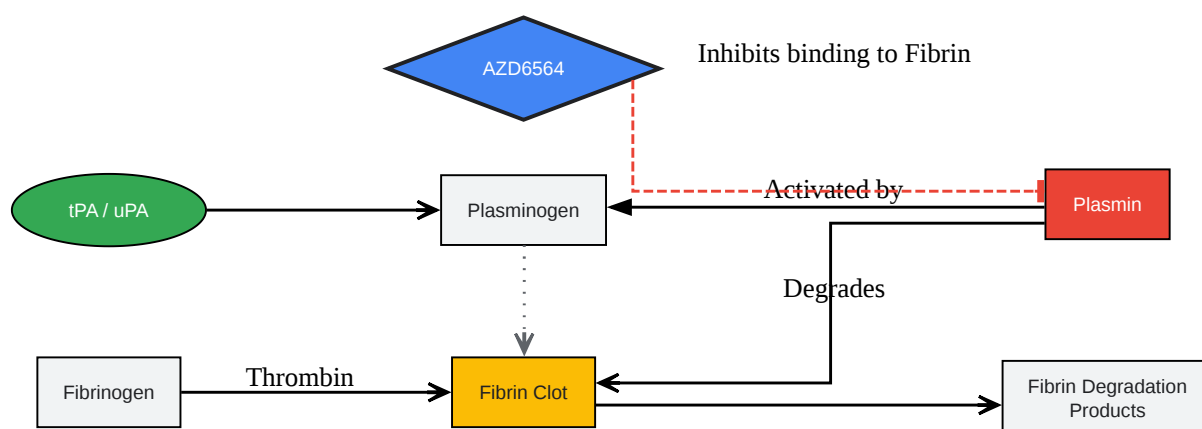 AZD6564
Inhibits binding to Fibrin
tPA / uPA
Plasminogen
Activated by
Plasmin
Degrades
Fibrinogen
Thrombin
Fibrin Clot
Fibrin Degradation
Products